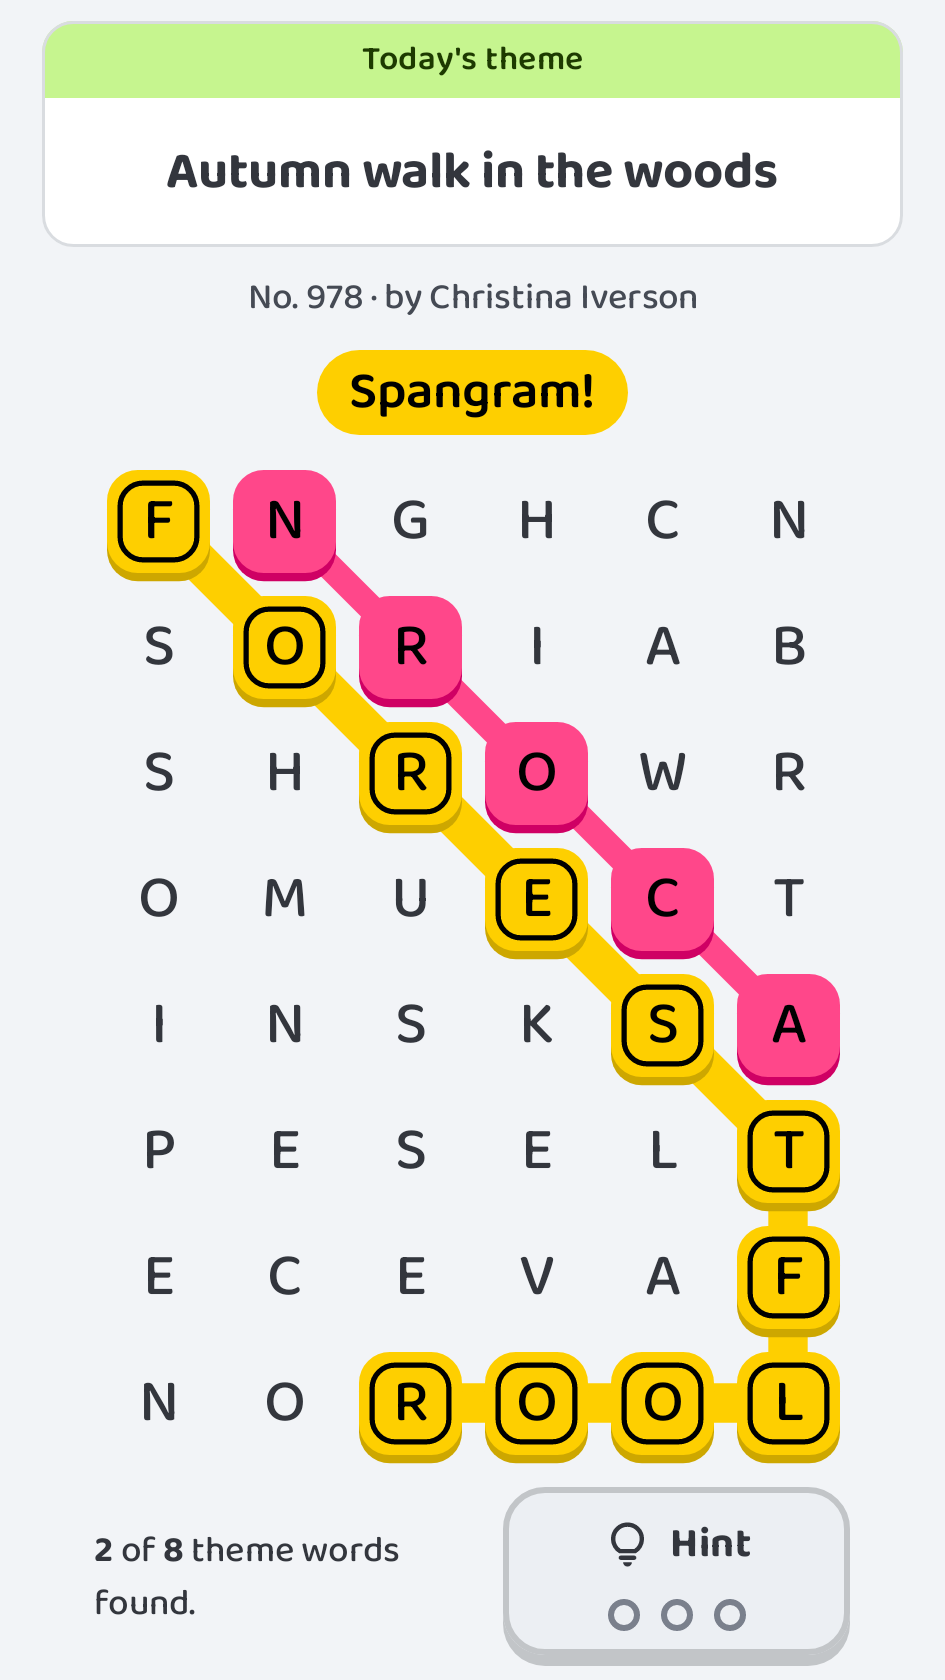 Today's theme
Autumn walk in the woods
No. 978 · by Christina Iverson
Spangram!
F N G H C N
S O R I A B
S H R O W R
O M U E C T
I N S K S A
P E S E L T
E C E V A F
N O R O O L
2 of 8 theme words
found.
Hint